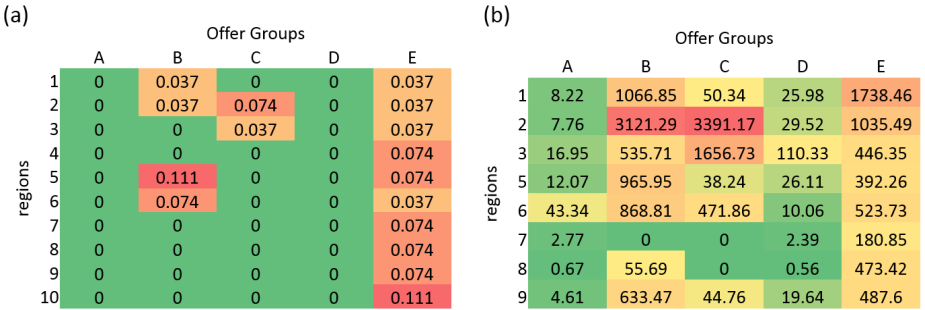 (a)
Offer Groups
A B C D E
1 0 0.037 0 0 0.037
2 0 0.037 0.074 0 0.037
3 0 0 0.037 0 0.037
4 0 0 0 0 0.074
5 0 0.111 0 0 0.074
6 0 0.074 0 0 0.037
7 0 0 0 0 0.074
8 0 0 0 0 0.074
9 0 0 0 0 0.074
10 0 0 0 0 0.111
regions
(b)
Offer Groups
A B C D E
1 8.22 1066.85 50.34 25.98 1738.46
2 7.76 3121.29 3391.17 29.52 1035.49
3 16.95 535.71 1656.73 110.33 446.35
5 12.07 965.95 38.24 26.11 392.26
6 43.34 868.81 471.86 10.06 523.73
7 2.77 0 0 2.39 180.85
8 0.67 55.69 0 0.56 473.42
9 4.61 633.47 44.76 19.64 487.6
regions